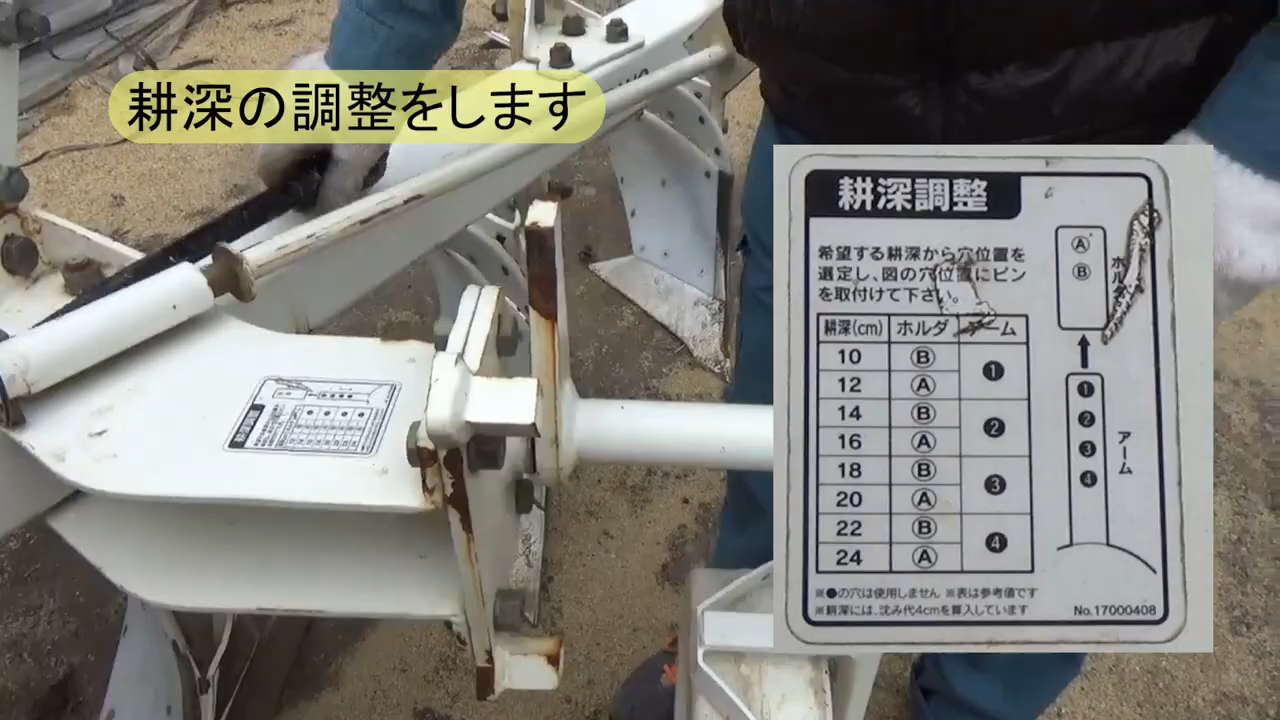 耕深の調整をします
耕深調整
希望する耕深から穴位置を
選定し、図の穴位置にピン
を取付けて下さい。
耕深(cm) ホルダ アーム
10 Ⓑ ❶
12 Ⓐ
14 Ⓑ ❷
16 Ⓐ
18 Ⓑ ❸
20 Ⓐ
22 Ⓑ ❹
24 Ⓐ
※●の穴は使用しません ※表は参考値です
※耕深には、沈み代4cmを算入しています
No.17000408
Ⓐ
Ⓑ
ホルダ
❶
❷
❸
❹
アーム
耕深調整